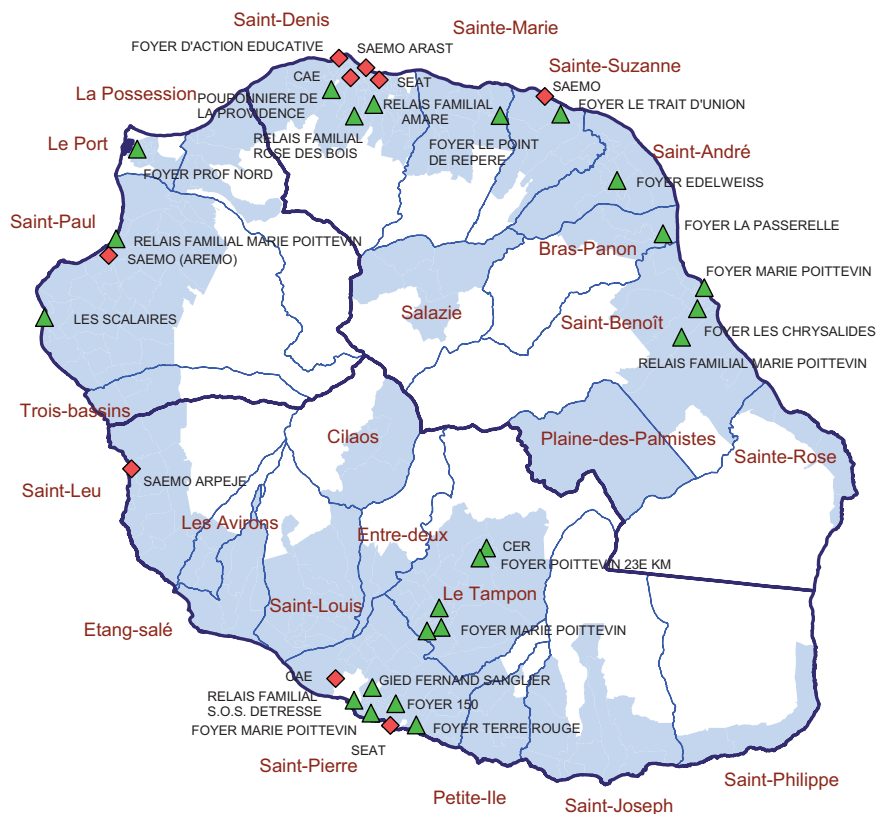 Saint-Denis
Sainte-Marie
FOYER D'ACTION EDUCATIVE
SAEMO ARAST
CAE
SEAT
Sainte-Suzanne
SAEMO
La Possession
POUPONNIERE DE
LA PROVIDENCE
RELAIS FAMILIAL
AMARE
FOYER LE TRAIT D'UNION
Le Port
RELAIS FAMILIAL
ROSE DES BOIS
FOYER LE POINT
DE REPERE
Saint-André
FOYER PROF NORD
FOYER EDELWEISS
Saint-Paul
RELAIS FAMILIAL MARIE POITTEVIN
SAEMO (AREMO)
FOYER LA PASSERELLE
Bras-Panon
FOYER MARIE POITTEVIN
LES SCALAIRES
Salazie
Saint-Benoît
FOYER LES CHRYSALIDES
RELAIS FAMILIAL MARIE POITTEVIN
Trois-bassins
Cilaos
Plaine-des-Palmistes
Sainte-Rose
SAEMO ARPEJE
Saint-Leu
Les Avirons
Entre-deux
CER
FOYER POITTEVIN 23E KM
Le Tampon
Saint-Louis
Etang-salé
FOYER MARIE POITTEVIN
CAE
GIED FERNAND SANGLIER
RELAIS FAMILIAL
S.O.S. DETRESSE
FOYER 150
FOYER MARIE POITTEVIN
FOYER TERRE ROUGE
SEAT
Saint-Pierre
Petite-Ile
Saint-Joseph
Saint-Philippe